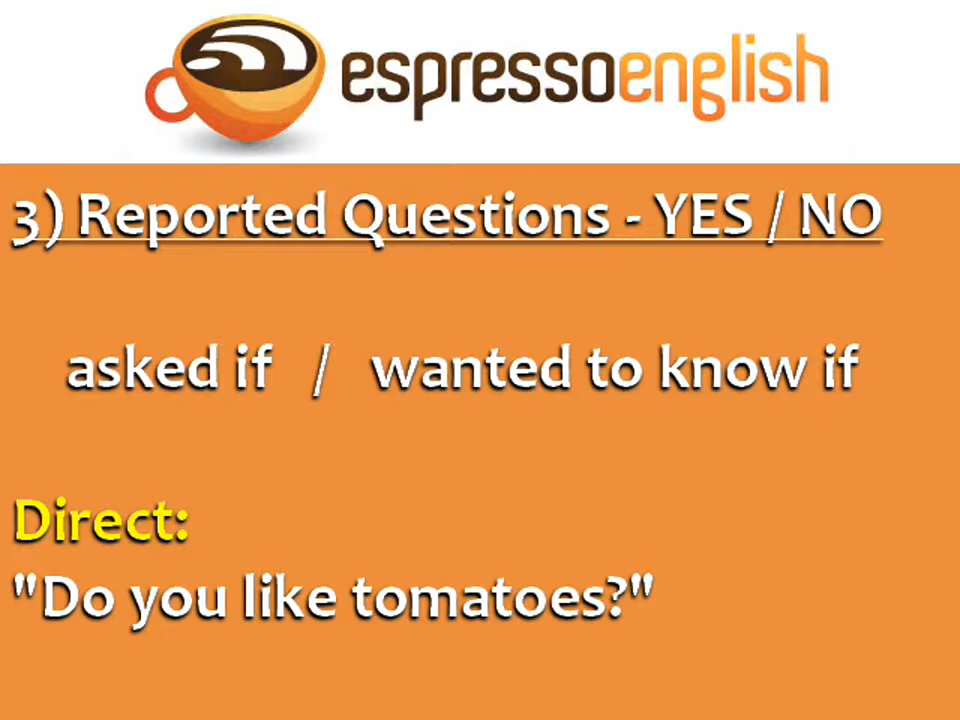 espressoenglish
3) Reported Questions - YES / NO
asked if / wanted to know if
Direct:
"Do you like tomatoes?"